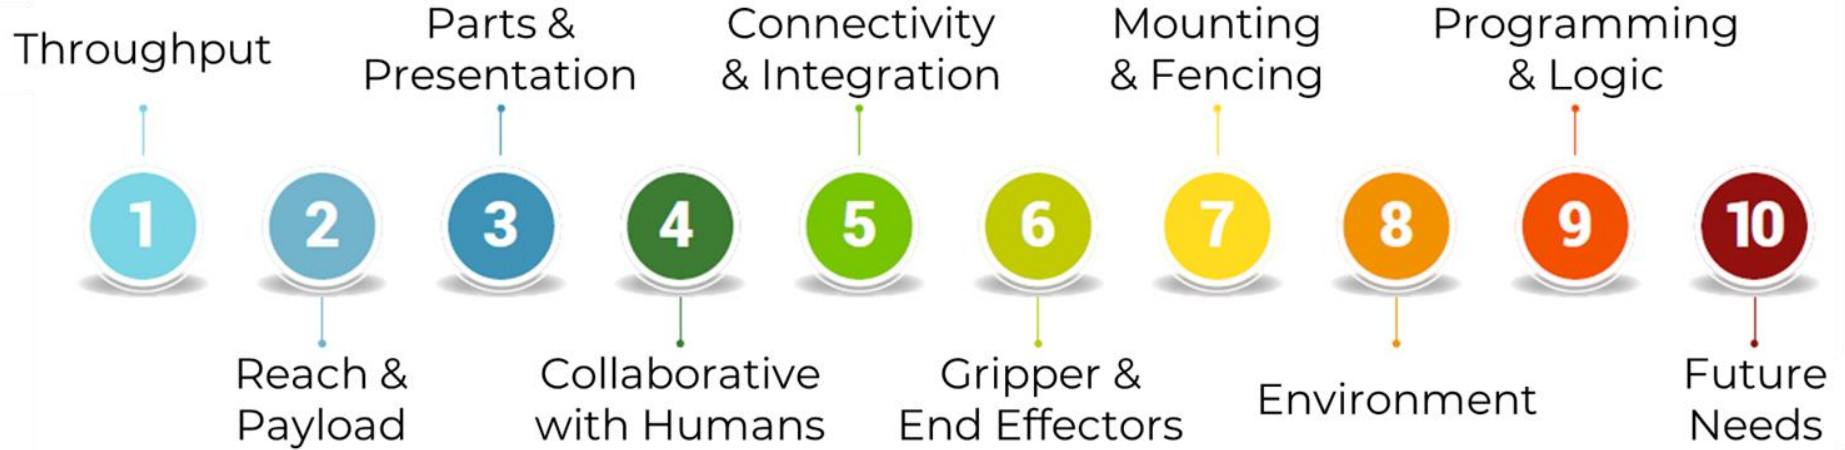 Throughput
Parts &
Presentation
Connectivity
& Integration
Mounting
& Fencing
Programming
& Logic
1
2
3
4
5
6
7
8
9
10
Reach &
Payload
Collaborative
with Humans
Gripper &
End Effectors
Environment
Future
Needs